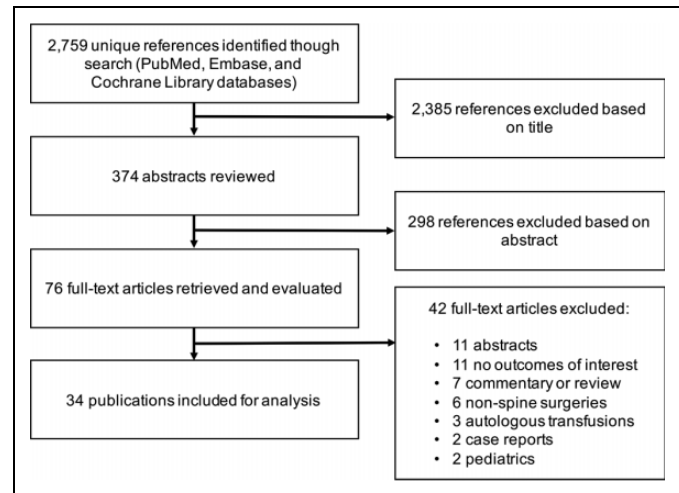 2,759 unique references identified though
search (PubMed, Embase, and
Cochrane Library databases)
2,385 references excluded based
on title
374 abstracts reviewed
298 references excluded based on
abstract
76 full-text articles retrieved and evaluated
42 full-text articles excluded:
• 11 abstracts
• 11 no outcomes of interest
• 7 commentary or review
• 6 non-spine surgeries
• 3 autologous transfusions
• 2 case reports
• 2 pediatrics
34 publications included for analysis